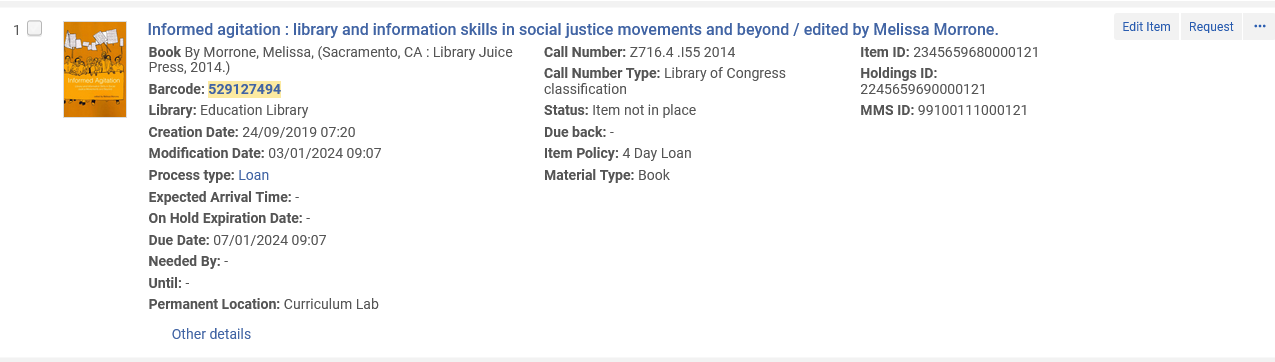 1
Informed agitation : library and information skills in social justice movements and beyond / edited by Melissa Morrone.
Edit Item
Request
...
Informed Agitation
Book By Morrone, Melissa, (Sacramento, CA : Library Juice
Press, 2014.)
Barcode: 529127494
Library: Education Library
Creation Date: 24/09/2019 07:20
Modification Date: 03/01/2024 09:07
Process type: Loan
Expected Arrival Time: -
On Hold Expiration Date: -
Due Date: 07/01/2024 09:07
Needed By: -
Until: -
Permanent Location: Curriculum Lab
Other details
Call Number: Z716.4 .I55 2014
Call Number Type: Library of Congress
classification
Status: Item not in place
Due back: -
Item Policy: 4 Day Loan
Material Type: Book
Item ID: 2345659680000121
Holdings ID:
2245659690000121
MMS ID: 99100111000121